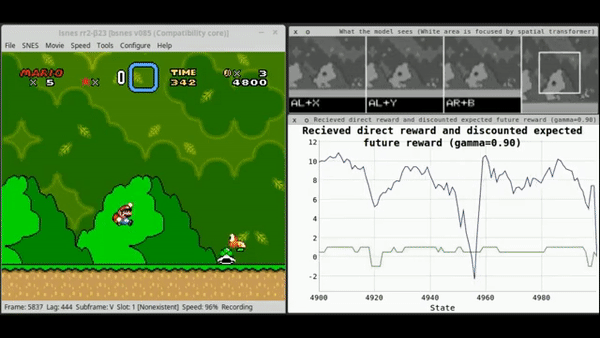 lsnes rr2-β23 [bsnes v085 (Compatibility core)]
File SNES Movie Speed Tools Configure Help
MARIO TIME
x 5 x 0 342 x 3
4800
Frame: 5837 Lag: 444 Subframe: V Slot: 1 [Nonexistent] Speed: 96% Recording
What the model sees (White area is focused by spatial transformer)
AL+X AL+Y AR+B
Recieved direct reward and discounted expected future reward (gamma=0.90)
Recieved direct reward and discounted expected
future reward (gamma=0.90)
12
10
8
6
4
2
0
-2
4900 4920 4940 4960 4980
State